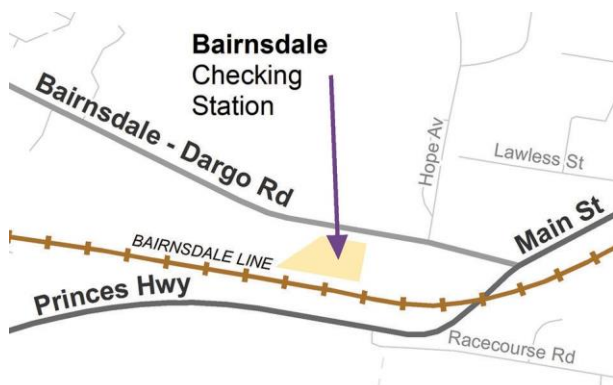 Bairnsdale
Checking
Station
Bairnsdale - Dargo Rd
Hope Av
Lawless St
Main St
BAIRNSDALE LINE
Princes Hwy
Racecourse Rd